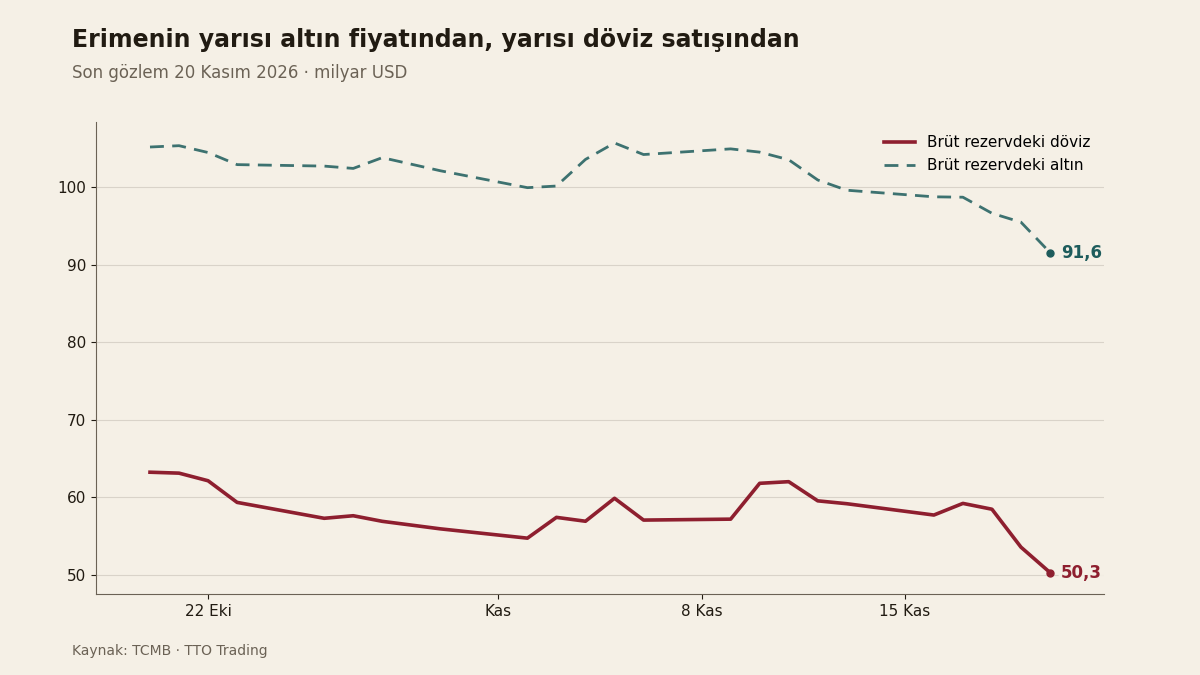 Erimenin yarısı altın fiyatından, yarısı döviz satışından
Son gözlem 20 Kasım 2026 · milyar USD
Brüt rezervdeki döviz
Brüt rezervdeki altın
100
90
80
70
60
50
91,6
50,3
22 Eki
Kas
8 Kas
15 Kas
Kaynak: TCMB · TTO Trading